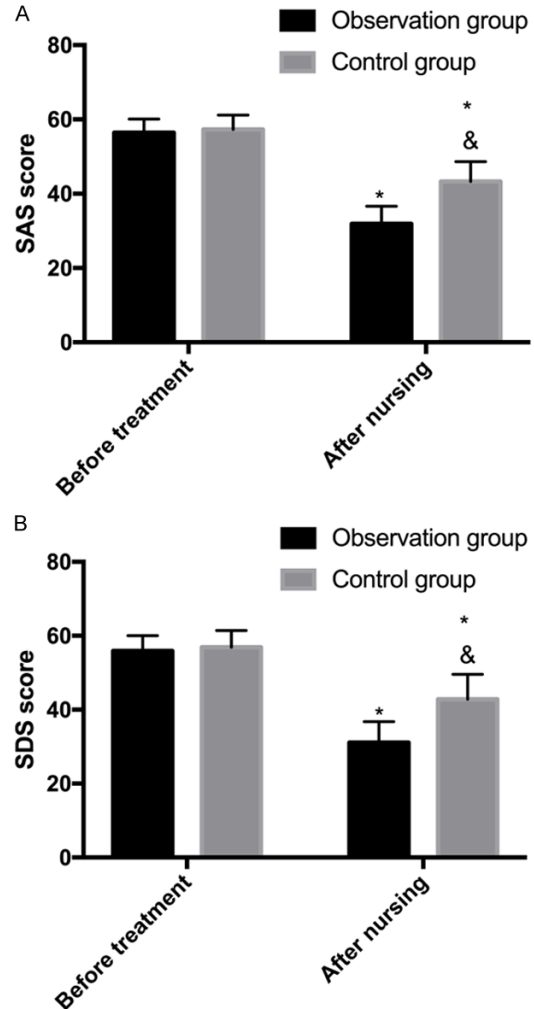 A
Observation group
Control group
80
60
40
20
0
SAS score
*
*
&
Before treatment
After nursing
B
Observation group
Control group
80
60
40
20
0
SDS score
*
*
&
Before treatment
After nursing